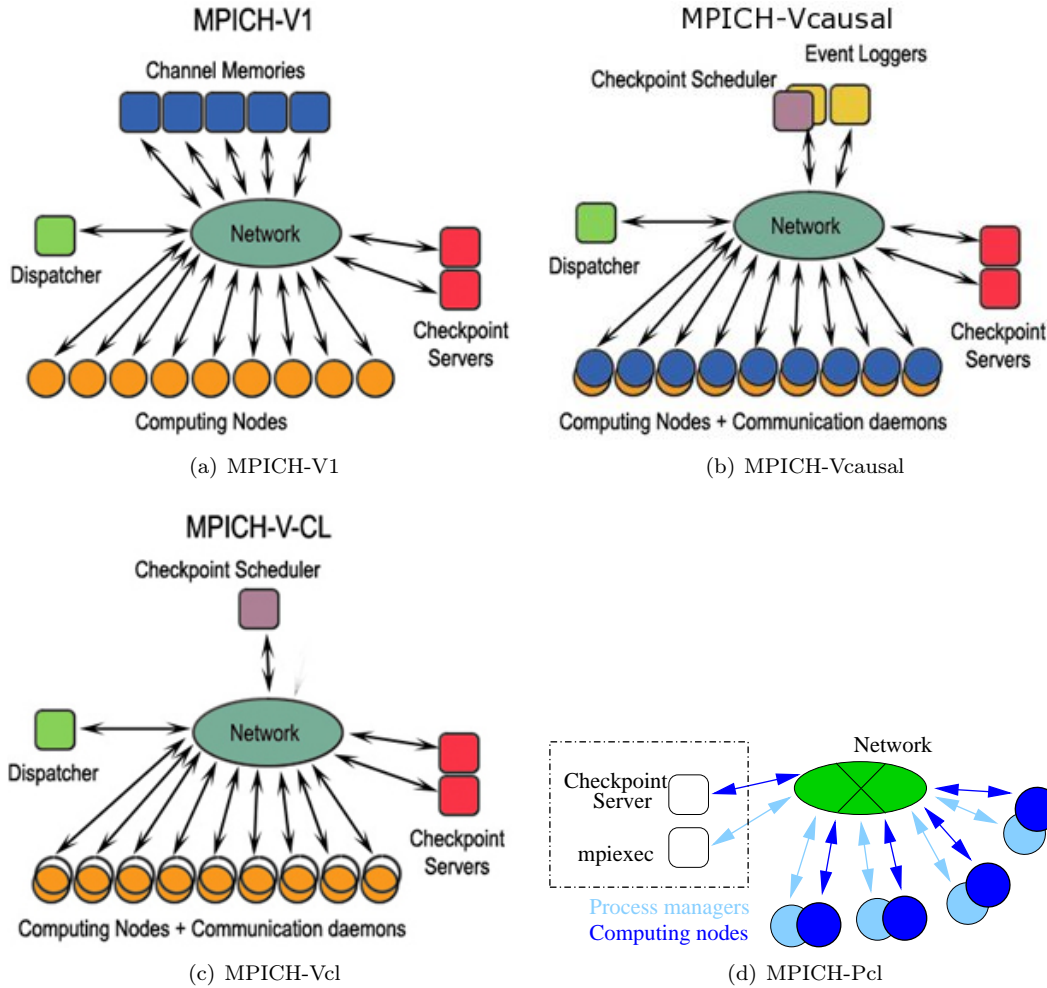 MPICH-V1
Channel Memories
Network
Dispatcher
Checkpoint
Servers
Computing Nodes
(a) MPICH-V1
MPICH-Vcausal
Event Loggers
Checkpoint Scheduler
Network
Dispatcher
Checkpoint
Servers
Computing Nodes + Communication daemons
(b) MPICH-Vcausal
MPICH-V-CL
Checkpoint Scheduler
Network
Dispatcher
Checkpoint
Servers
Computing Nodes + Communication daemons
(c) MPICH-Vcl
Network
Checkpoint
Server
mpiexec
Process managers
Computing nodes
(d) MPICH-Pcl